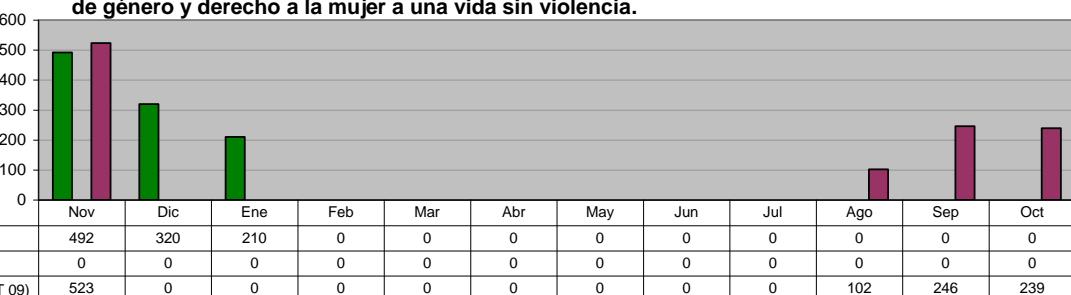 de género y derecho a la mujer a una vida sin violencia.
600
500
400
300
200
100
0
Nov Dic Ene Feb Mar Abr May Jun Jul Ago Sep Oct
492 320 210 0 0 0 0 0 0 0 0 0
0 0 0 0 0 0 0 0 0 0 0 0
T 09) 523 0 0 0 0 0 0 0 0 102 246 239